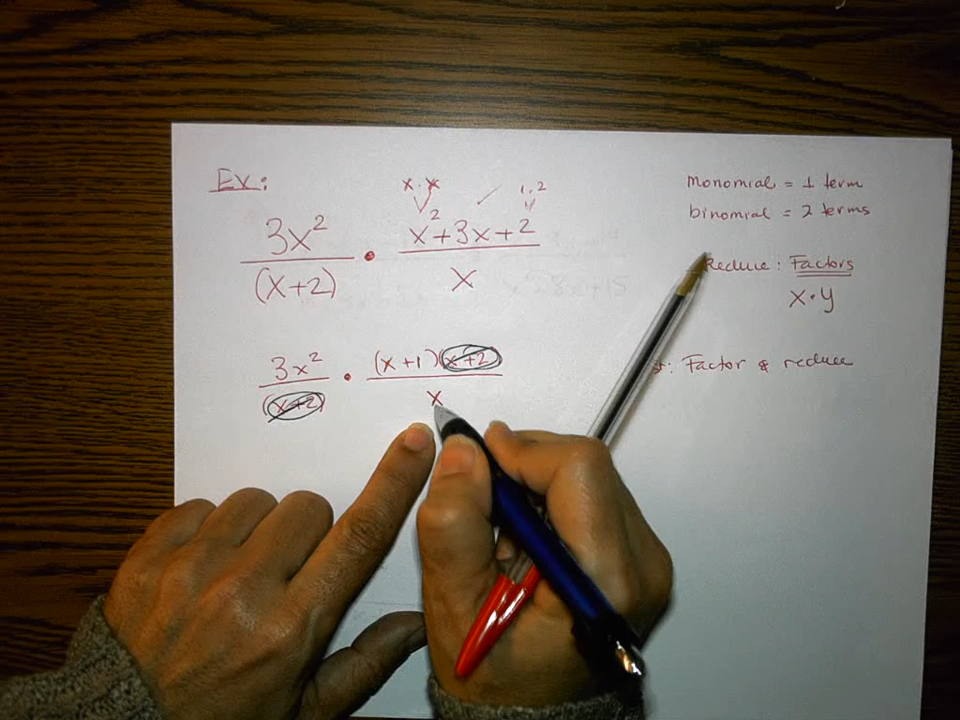 Ex:
x · x
1, 2
3x² / (x+2) · x²+3x+2 / x
3x² / (x+2) · (x+1)(x+2) / x
monomial = 1 term
binomial = 2 terms
Reduce: Factors
x·y
Factor & reduce